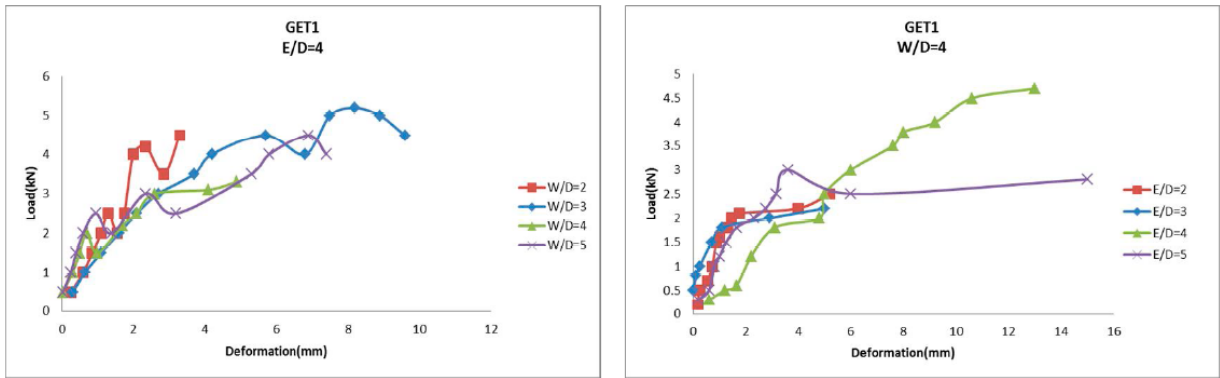 GET1
E/D=4
6
5
4
3
2
1
0
0 2 4 6 8 10 12
Load(kN)
Deformation(mm)
W/D=2
W/D=3
W/D=4
W/D=5
GET1
W/D=4
5
4.5
4
3.5
3
2.5
2
1.5
1
0.5
0
0 2 4 6 8 10 12 14 16
Load(kN)
Deformation(mm)
E/D=2
E/D=3
E/D=4
E/D=5